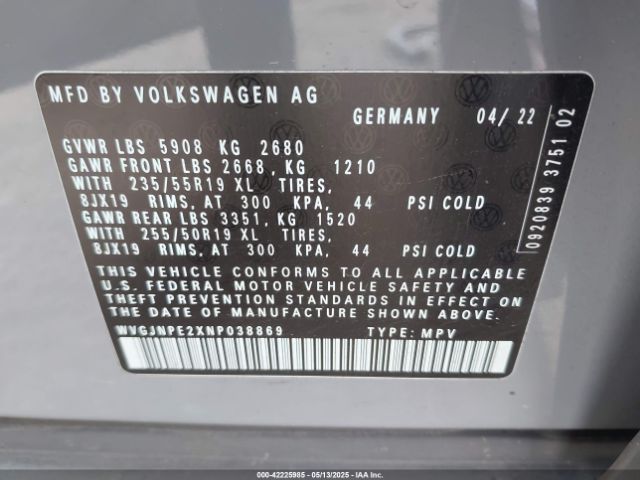 MFD BY VOLKSWAGEN AG
GERMANY 04/ 22
GVWR LBS 5908 KG 2680
GAWR FRONT LBS 2668, KG 1210
WITH 235/55R19 XL TIRES,
8JX19 RIMS, AT 300 KPA, 44 PSI COLD
GAWR REAR LBS 3351, KG 1520
WITH 255/50R19 XL TIRES,
8JX19 RIMS, AT 300 KPA, 44 PSI COLD
THIS VEHICLE CONFORMS TO ALL APPLICABLE
U.S. FEDERAL MOTOR VEHICLE SAFETY AND
THEFT PREVENTION STANDARDS IN EFFECT ON
THE DATE OF MANUFACTURE SHOWN ABOVE.
WVGJNPE2XNP038869 TYPE: MPV
0920839 3751 02
000-42225985 - 05/13/2025 - IAAI.COM